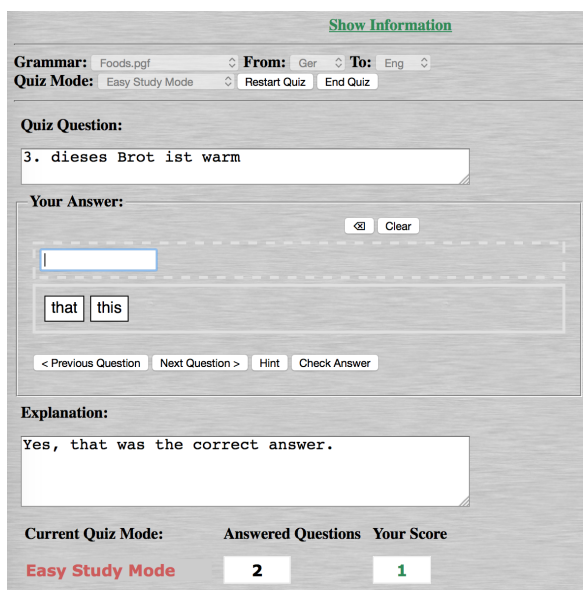 Show Information
Grammar: Foods.pgf From: Ger To: Eng
Quiz Mode: Easy Study Mode Restart Quiz End Quiz
Quiz Question:
3. dieses Brot ist warm
Your Answer:
Clear
that this
< Previous Question Next Question > Hint Check Answer
Explanation:
Yes, that was the correct answer.
Current Quiz Mode: Answered Questions Your Score
Easy Study Mode 2 1